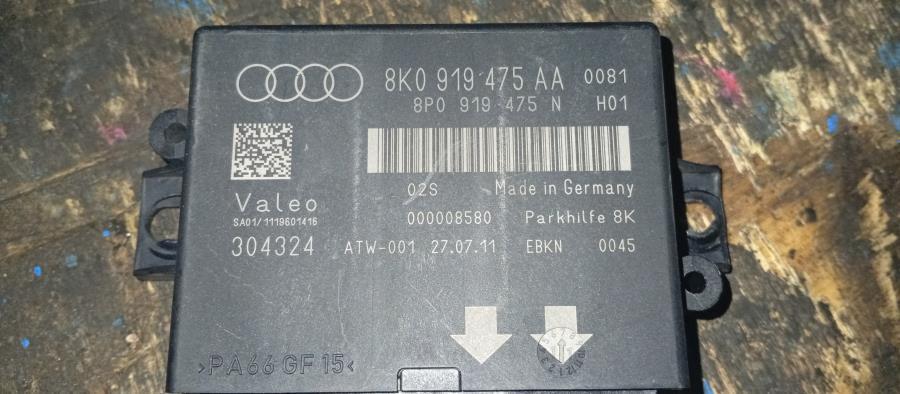 8K0 919 475 AA 0081
8P0 919 475 N H01
02S Made in Germany
Valeo
SA01/1119601416
000008580 Parkhilfe 8K
304324 ATW-001 27.07.11 EBKN 0045
>PA66 GF 15<